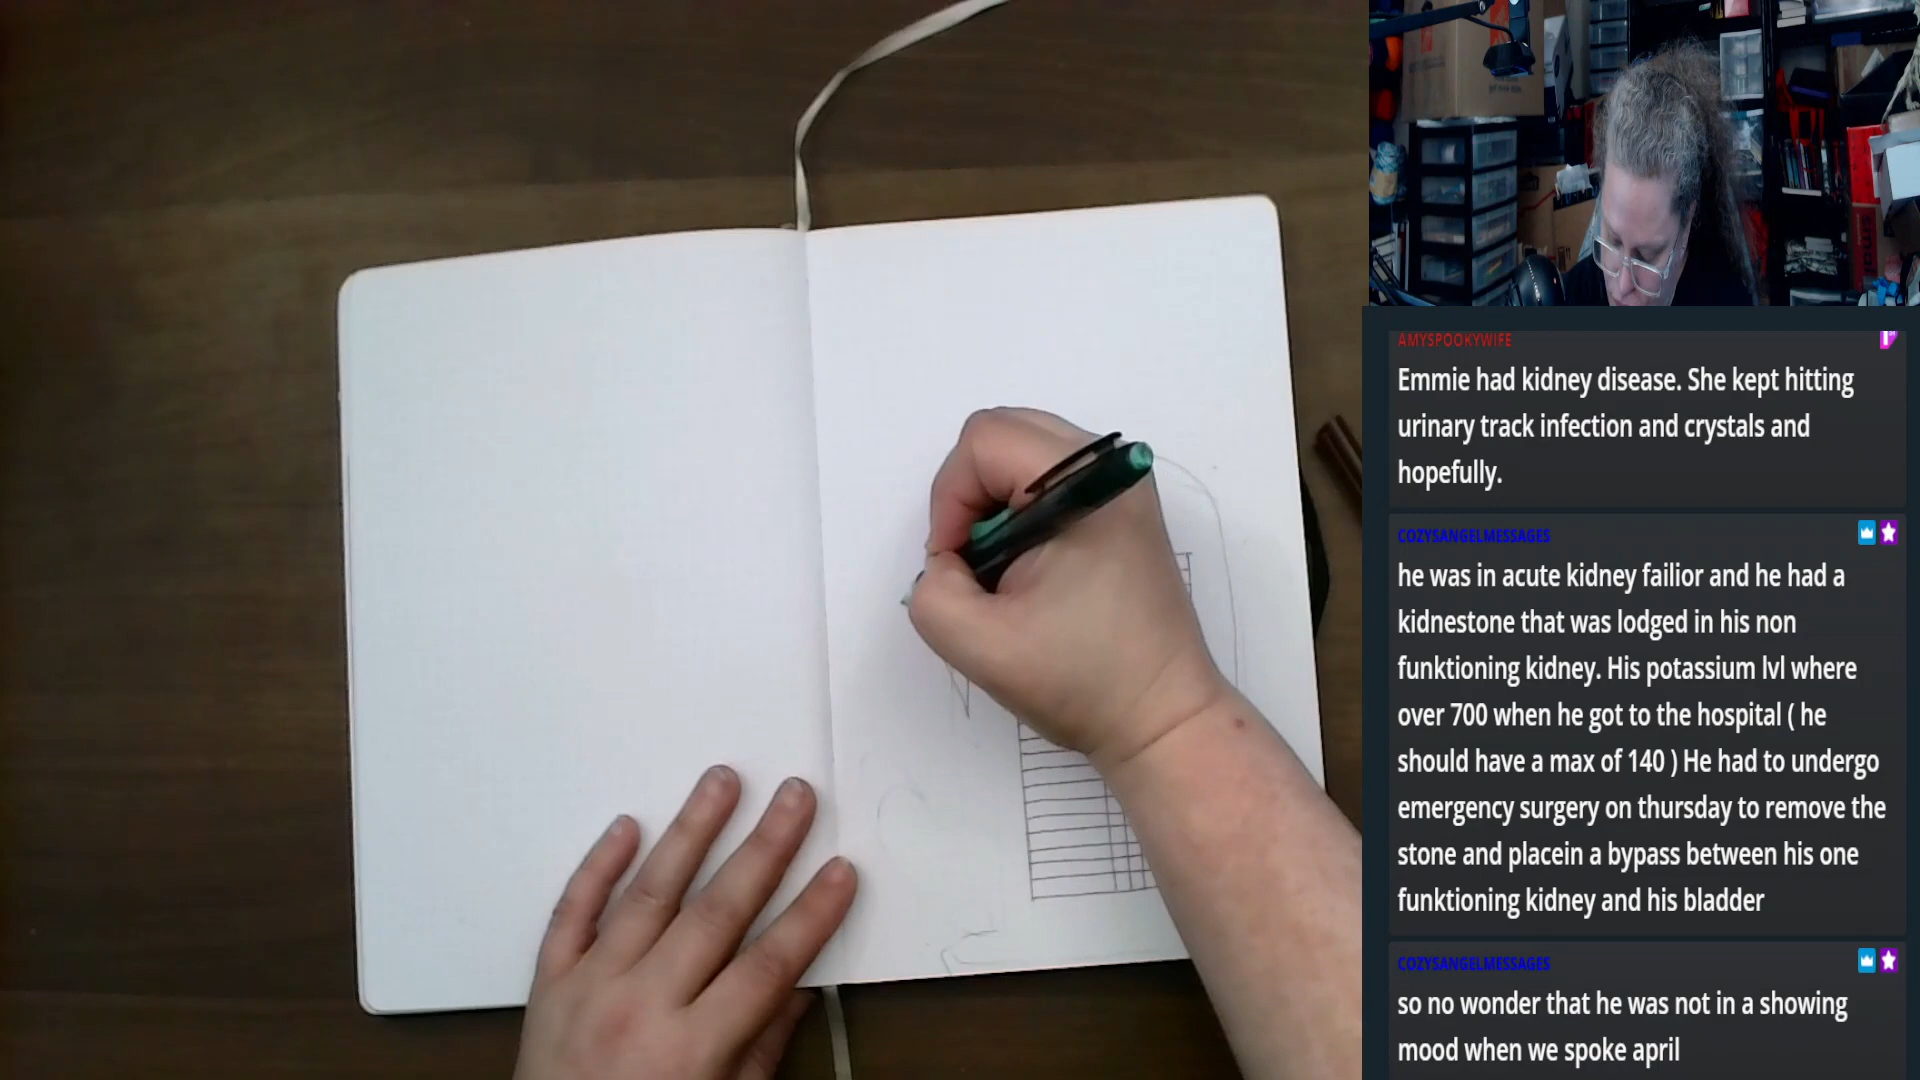 AMYSPOOKYWIFE
Emmie had kidney disease. She kept hitting
urinary track infection and crystals and
hopefully.
COZYSANGELMESSAGES
he was in acute kidney failior and he had a
kidnestone that was lodged in his non
funktioning kidney. His potassium lvl where
over 700 when he got to the hospital ( he
should have a max of 140 ) He had to undergo
emergency surgery on thursday to remove the
stone and placein a bypass between his one
funktioning kidney and his bladder
COZYSANGELMESSAGES
so no wonder that he was not in a showing
mood when we spoke april